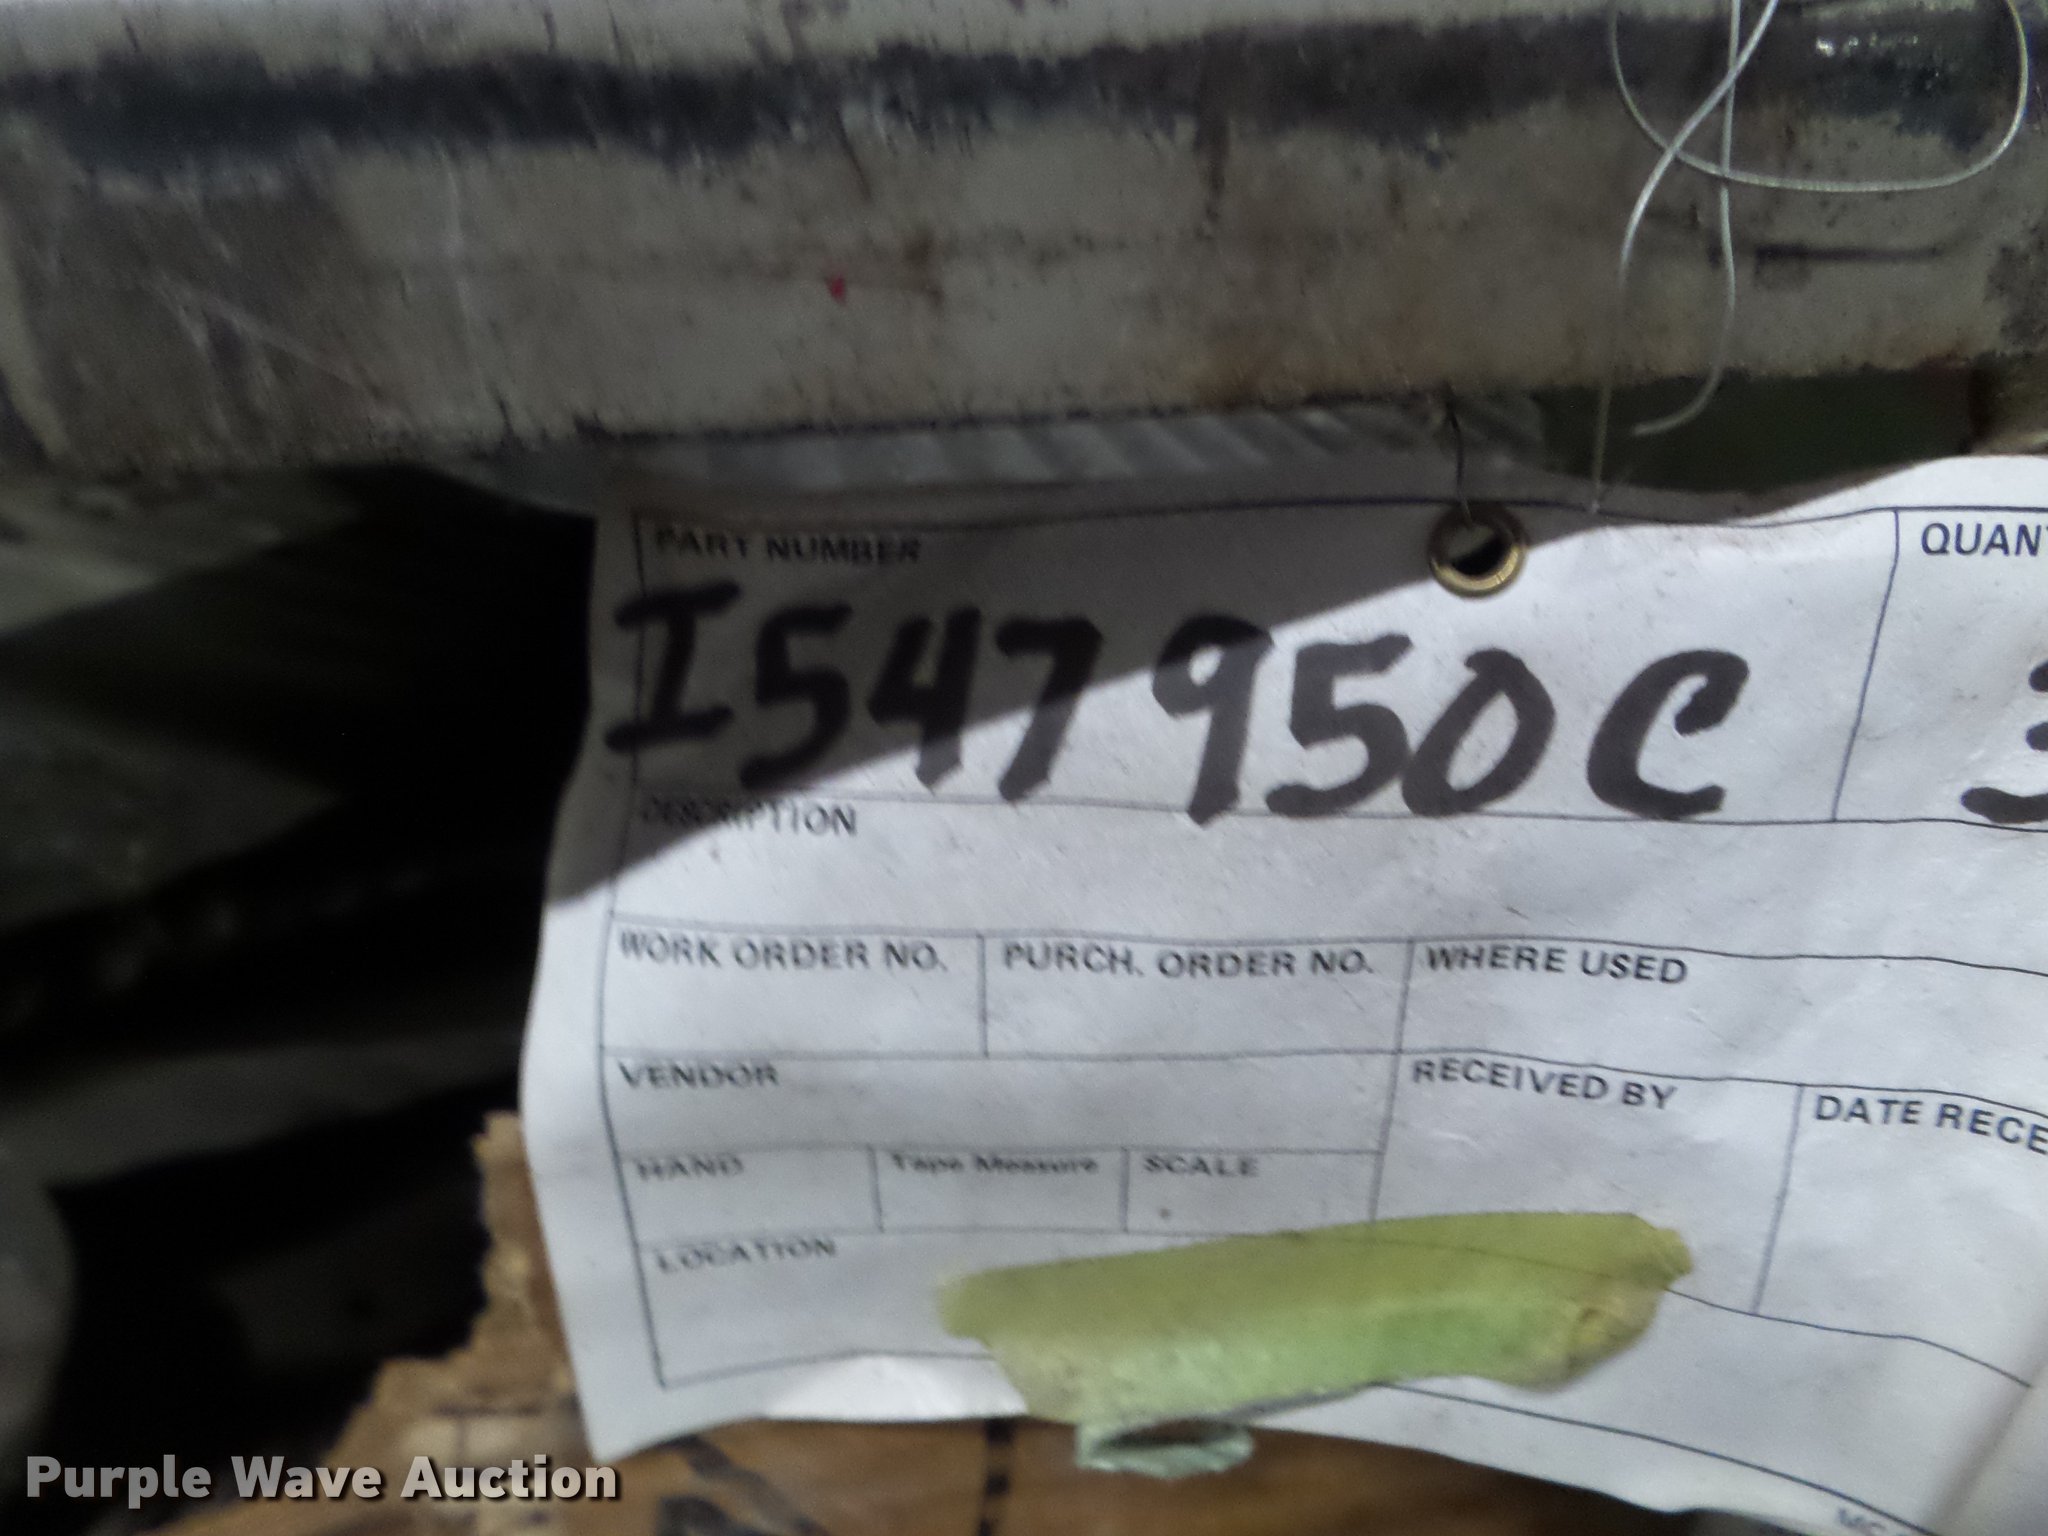 PART NUMBER QUANT
I547950C
DESCRIPTION
WORK ORDER NO. PURCH. ORDER NO. WHERE USED
VENDOR RECEIVED BY DATE RECE
HAND Tape Measure SCALE
LOCATION
Purple Wave Auction